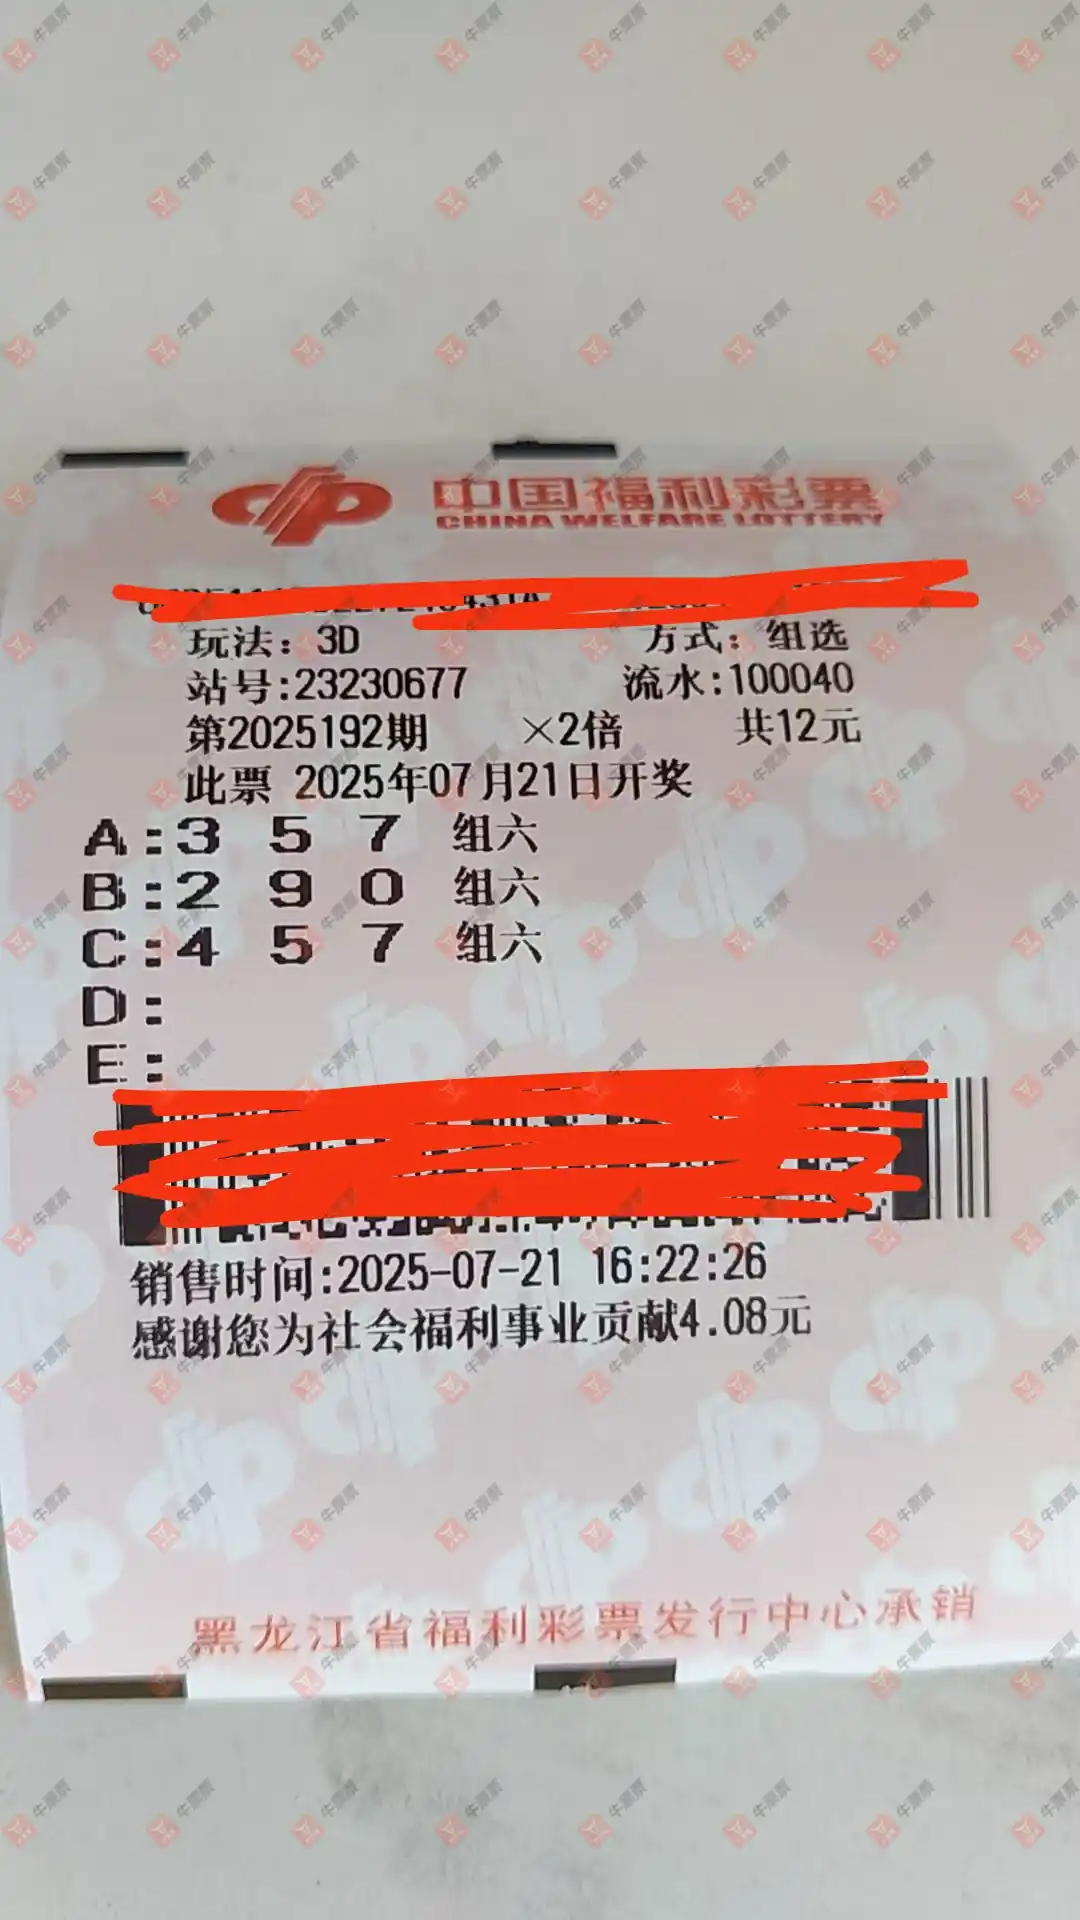 中国福利彩票
CHINA WELFARE LOTTERY
玩法：3D 方式：组选
站号:23230677 流水:100040
第2025192期 ×2倍 共12元
此票 2025年07月21日开奖
A:3 5 7 组六
B:2 9 0 组六
C:4 5 7 组六
D:
E:
销售时间:2025-07-21 16:22:26
感谢您为社会福利事业贡献4.08元
黑龙江省福利彩票发行中心承销
牛票票